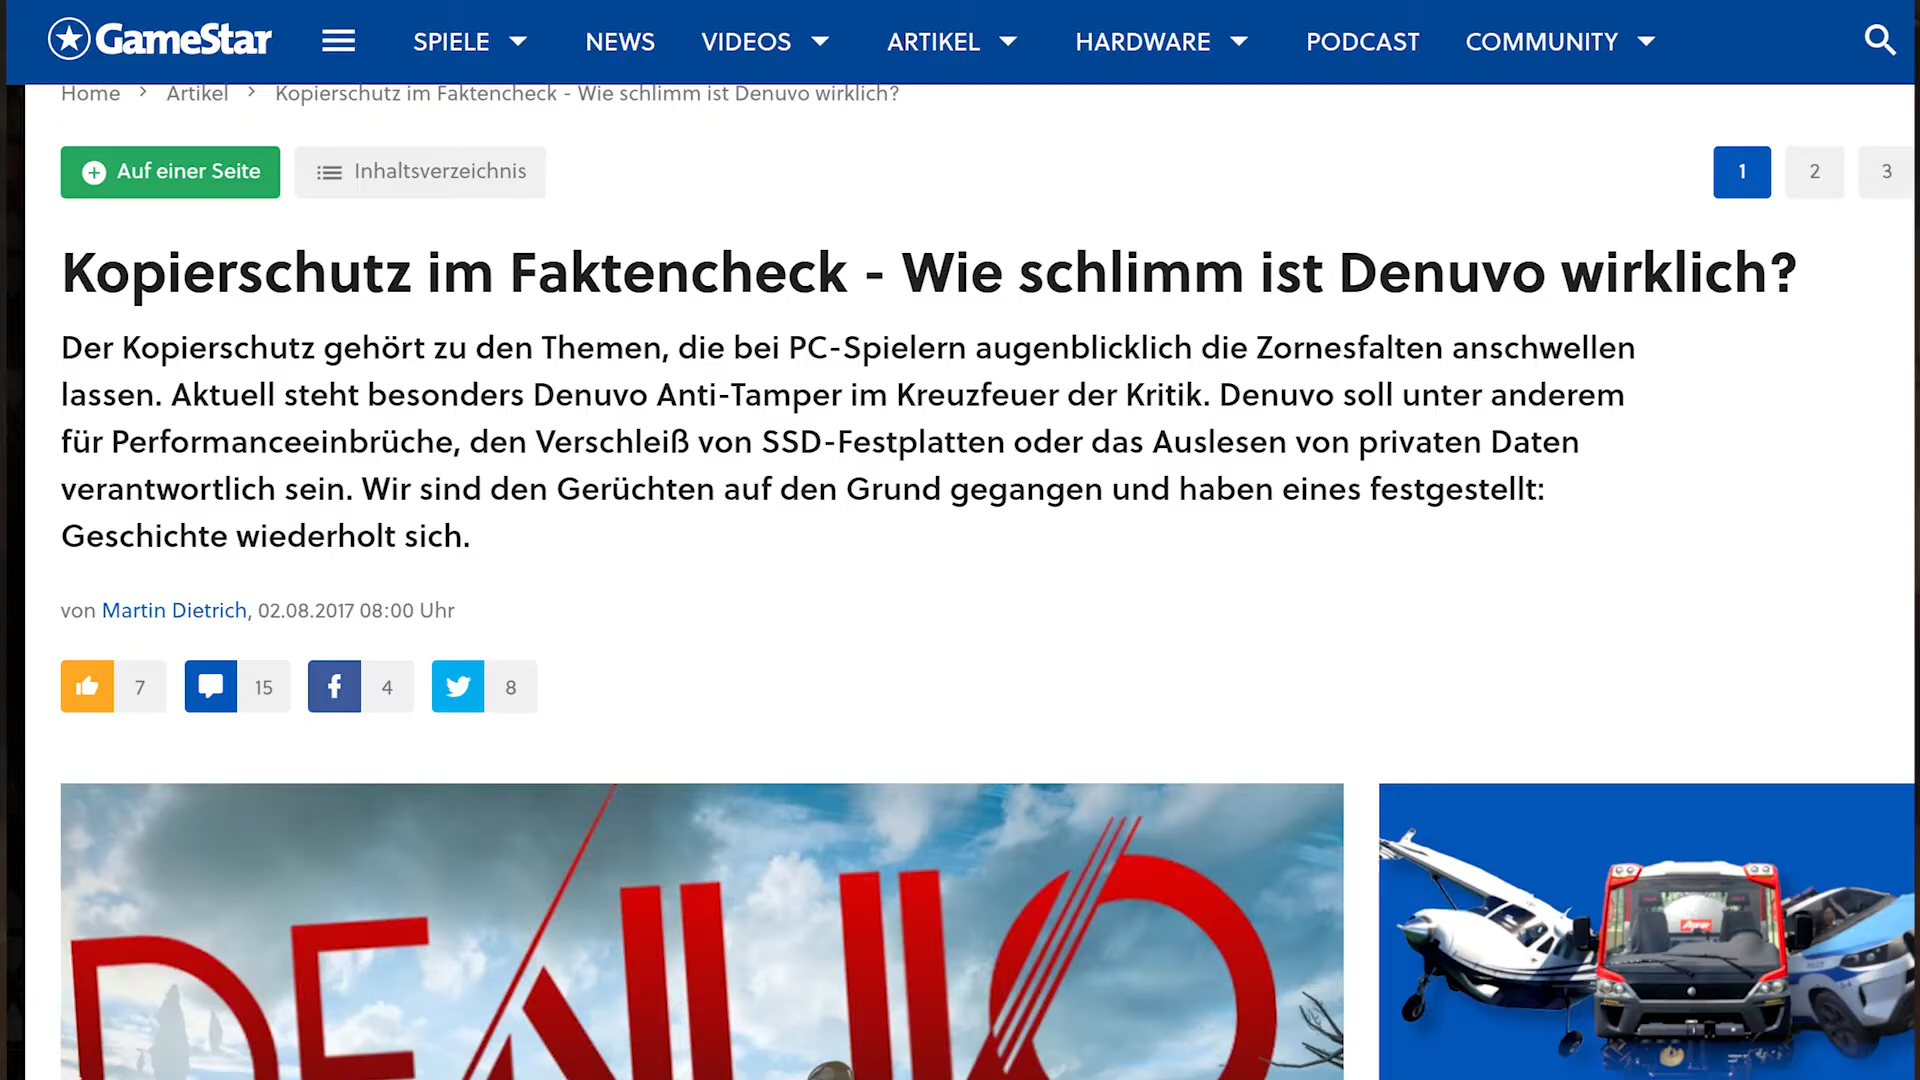 GameStar SPIELE NEWS VIDEOS ARTIKEL HARDWARE PODCAST COMMUNITY
Home > Artikel > Kopierschutz im Faktencheck - Wie schlimm ist Denuvo wirklich?
Auf einer Seite Inhaltsverzeichnis 1 2 3
Kopierschutz im Faktencheck - Wie schlimm ist Denuvo wirklich?
Der Kopierschutz gehört zu den Themen, die bei PC-Spielern augenblicklich die Zornesfalten anschwellen
lassen. Aktuell steht besonders Denuvo Anti-Tamper im Kreuzfeuer der Kritik. Denuvo soll unter anderem
für Performanceeinbrüche, den Verschleiß von SSD-Festplatten oder das Auslesen von privaten Daten
verantwortlich sein. Wir sind den Gerüchten auf den Grund gegangen und haben eines festgestellt:
Geschichte wiederholt sich.
von Martin Dietrich, 02.08.2017 08:00 Uhr
7 15 4 8
DENUVO